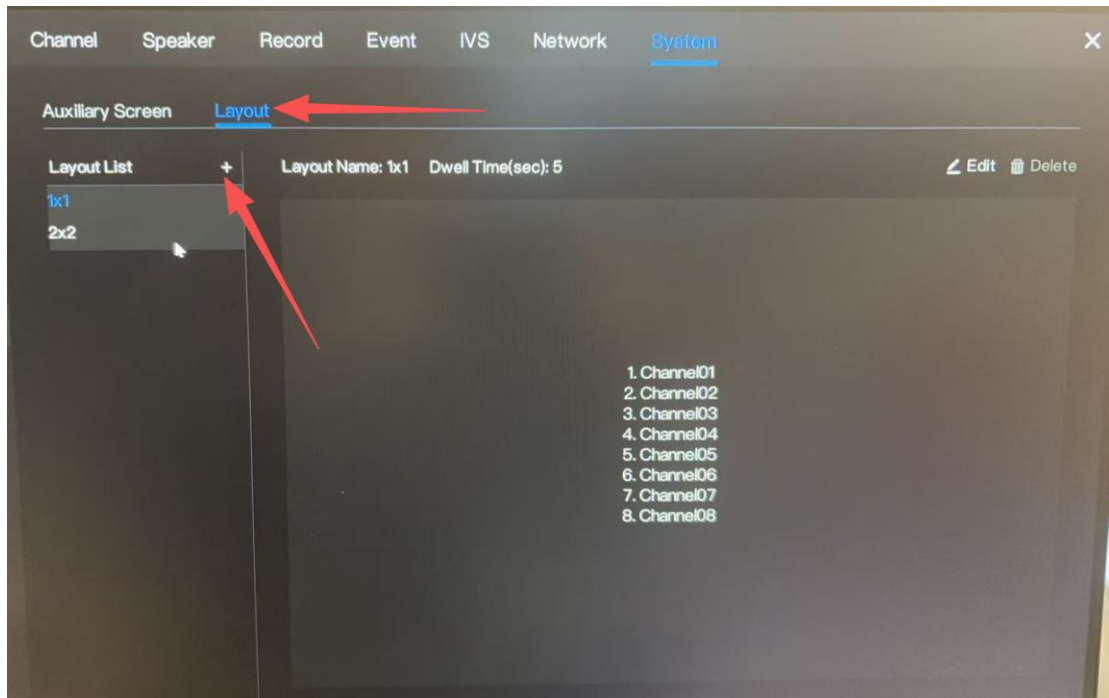 Channel Speaker Record Event IVS Network System
Auxiliary Screen Layout
Layout List + Layout Name: 1x1 Dwell Time(sec): 5 Edit Delete
1x1
2x2
1. Channel01
2. Channel02
3. Channel03
4. Channel04
5. Channel05
6. Channel06
7. Channel07
8. Channel08